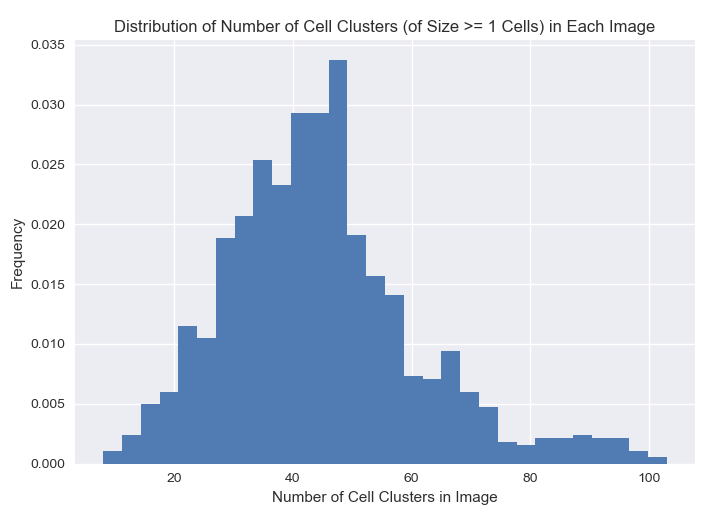 Distribution of Number of Cell Clusters (of Size >= 1 Cells) in Each Image
0.035
0.030
0.025
0.020
0.015
0.010
0.005
0.000
Frequency
20 40 60 80 100
Number of Cell Clusters in Image